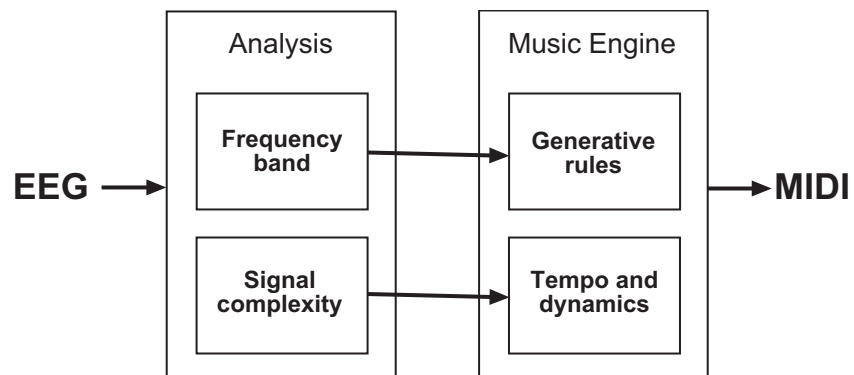 Analysis
Music Engine
Frequency
band
Generative
rules
EEG
MIDI
Signal
complexity
Tempo and
dynamics